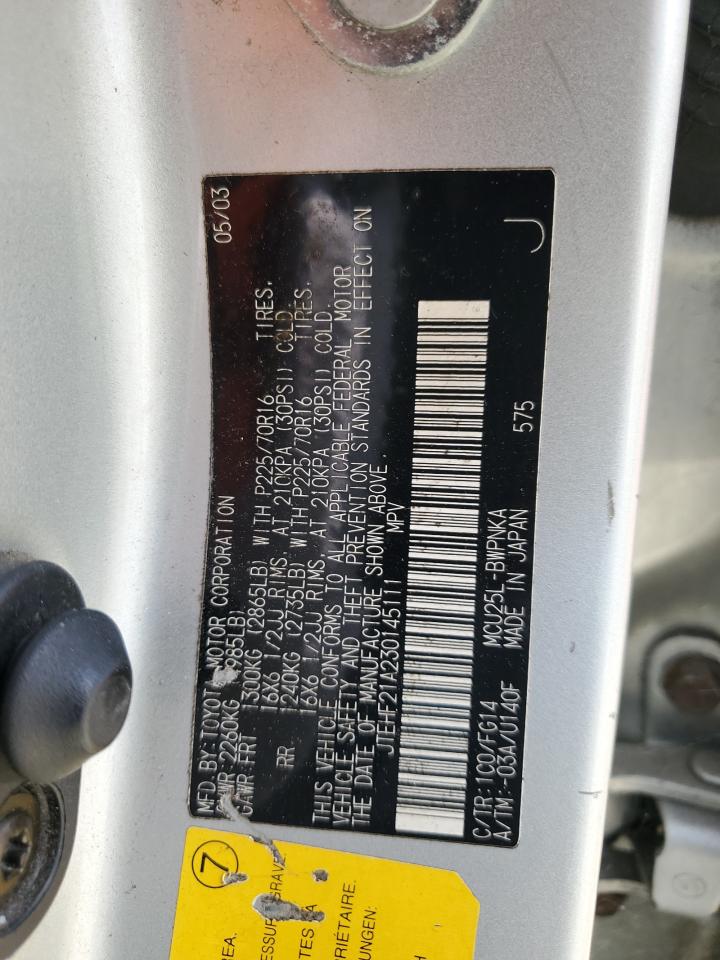 MFD BY: TOYOTA MOTOR CORPORATION 05/03
2260KG
GAWR:FRT 1300KG (2865LB) WITH P225/70R16 TIRES,
16X6 1/2JJ RIMS, AT 210KPA (30PSI) COLD.
RR 1240KG (2735LB) WITH P225/70R16 TIRES,
16X6 1/2JJ RIMS, AT 210KPA (30PSI) COLD.
THIS VEHICLE CONFORMS TO ALL APPLICABLE FEDERAL MOTOR
VEHICLE SAFETY AND THEFT PREVENTION STANDARDS IN EFFECT ON
THE DATE OF MANUFACTURE SHOWN ABOVE.
JTEHF21A230145111 MPV
C/TR:1C0/FG14 MCU25L-BWPNKA
A/TM:-03A/U140F MADE IN JAPAN 575 J
7
REA.
GRAVE
RIÉTAIRE.
UNGEN:
H